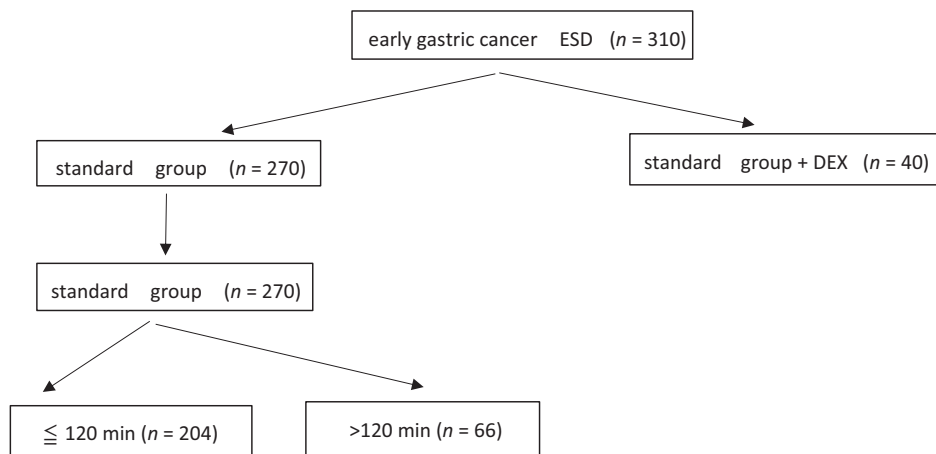 early gastric cancer ESD (n = 310)
standard group (n = 270)
standard group + DEX (n = 40)
standard group (n = 270)
≦ 120 min (n = 204)
>120 min (n = 66)